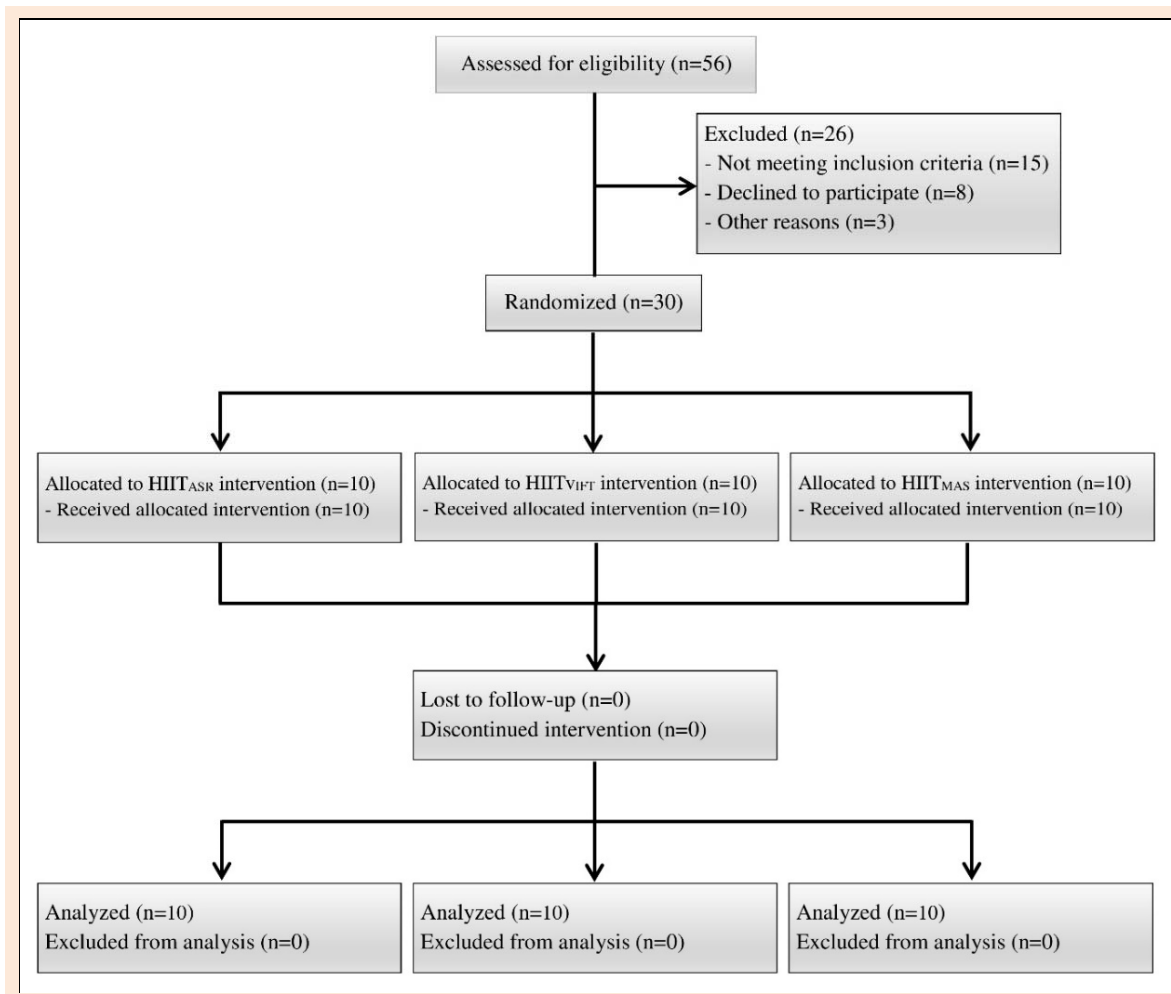 Assessed for eligibility (n=56)
Excluded (n=26)
- Not meeting inclusion criteria (n=15)
- Declined to participate (n=8)
- Other reasons (n=3)
Randomized (n=30)
Allocated to HIITASR intervention (n=10)
- Received allocated intervention (n=10)
Allocated to HIITVIFT intervention (n=10)
- Received allocated intervention (n=10)
Allocated to HIITMAS intervention (n=10)
- Received allocated intervention (n=10)
Lost to follow-up (n=0)
Discontinued intervention (n=0)
Analyzed (n=10)
Excluded from analysis (n=0)
Analyzed (n=10)
Excluded from analysis (n=0)
Analyzed (n=10)
Excluded from analysis (n=0)